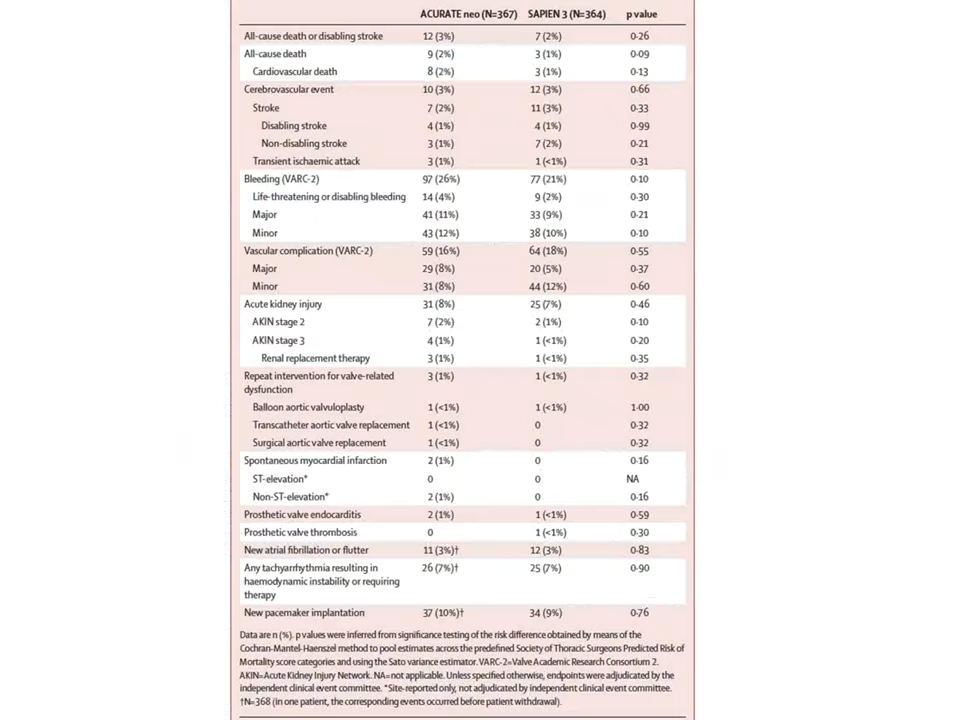 ACURATE neo (N=367) SAPIEN 3 (N=364) p value
All-cause death or disabling stroke 12 (3%) 7 (2%) 0·26
All-cause death 9 (2%) 3 (1%) 0·09
Cardiovascular death 8 (2%) 3 (1%) 0·13
Cerebrovascular event 10 (3%) 12 (3%) 0·66
Stroke 7 (2%) 11 (3%) 0·33
Disabling stroke 4 (1%) 4 (1%) 0·99
Non-disabling stroke 3 (1%) 7 (2%) 0·21
Transient ischaemic attack 3 (1%) 1 (<1%) 0·31
Bleeding (VARC-2) 97 (26%) 77 (21%) 0·10
Life-threatening or disabling bleeding 14 (4%) 9 (2%) 0·30
Major 41 (11%) 33 (9%) 0·21
Minor 43 (12%) 38 (10%) 0·10
Vascular complication (VARC-2) 59 (16%) 64 (18%) 0·55
Major 29 (8%) 20 (5%) 0·37
Minor 31 (8%) 44 (12%) 0·60
Acute kidney injury 31 (8%) 25 (7%) 0·46
AKIN stage 2 7 (2%) 2 (1%) 0·10
AKIN stage 3 4 (1%) 1 (<1%) 0·20
Renal replacement therapy 3 (1%) 1 (<1%) 0·35
Repeat intervention for valve-related 3 (1%) 1 (<1%) 0·32
dysfunction
Balloon aortic valvuloplasty 1 (<1%) 1 (<1%) 1·00
Transcatheter aortic valve replacement 1 (<1%) 0 0·32
Surgical aortic valve replacement 1 (<1%) 0 0·32
Spontaneous myocardial infarction 2 (1%) 0 0·16
ST-elevation* 0 0 NA
Non-ST-elevation* 2 (1%) 0 0·16
Prosthetic valve endocarditis 2 (1%) 1 (<1%) 0·59
Prosthetic valve thrombosis 0 1 (<1%) 0·30
New atrial fibrillation or flutter 11 (3%)† 12 (3%) 0·83
Any tachyarrhythmia resulting in 26 (7%)† 25 (7%) 0·90
haemodynamic instability or requiring
therapy
New pacemaker implantation 37 (10%)† 34 (9%) 0·76
Data are n (%). p values were inferred from significance testing of the risk difference obtained by means of the
Cochran-Mantel-Haenszel method to pool estimates across the predefined Society of Thoracic Surgeons Predicted Risk of
Mortality score categories and using the Sato variance estimator. VARC-2=Valve Academic Research Consortium 2.
AKIN=Acute Kidney Injury Network. NA=not applicable. Unless specified otherwise, endpoints were adjudicated by the
independent clinical event committee. *Site-reported only, not adjudicated by independent clinical event committee.
†N=368 (in one patient, the corresponding events occurred before patient withdrawal).